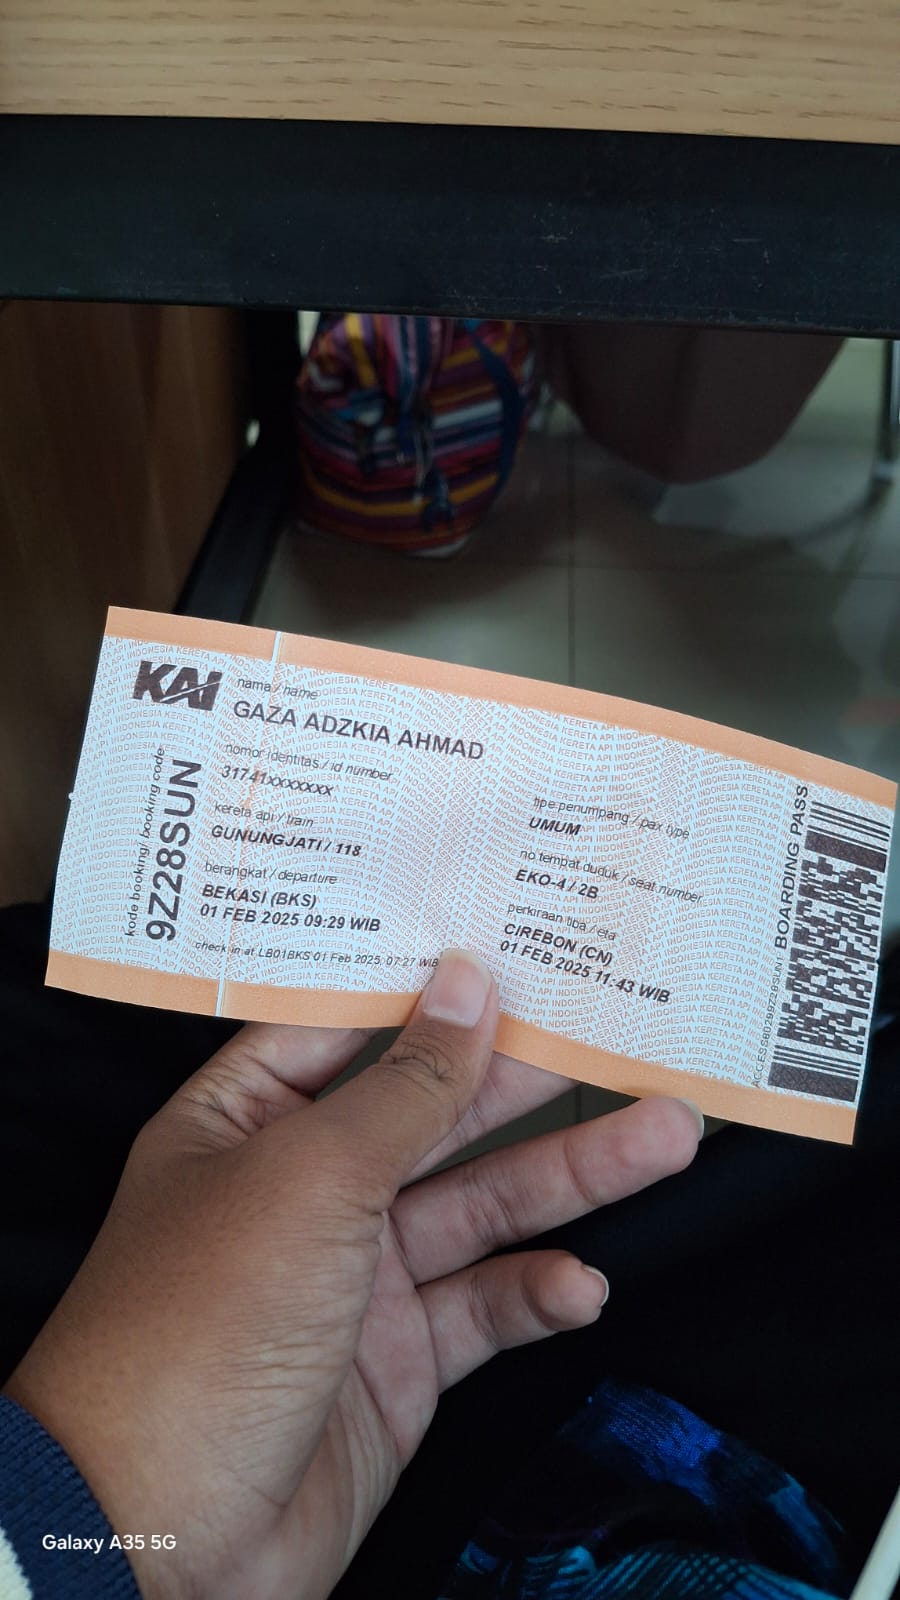 KAI
kode booking/ booking code
9Z28SUN
nama / name
GAZA ADZKIA AHMAD
nomor identitas / id number
31741xxxxxxxx
kereta api / train
GUNUNGJATI / 118
berangkat / departure
BEKASI (BKS)
01 FEB 2025 09:29 WIB
check in at LB01BKS 01 Feb 2025, 07:27 WIB
tipe penumpang / pax type
UMUM
no tempat duduk / seat number
EKO-4 / 2B
perkiraan tiba / eta
CIREBON (CN)
01 FEB 2025 11:43 WIB
BOARDING PASS
Galaxy A35 5G